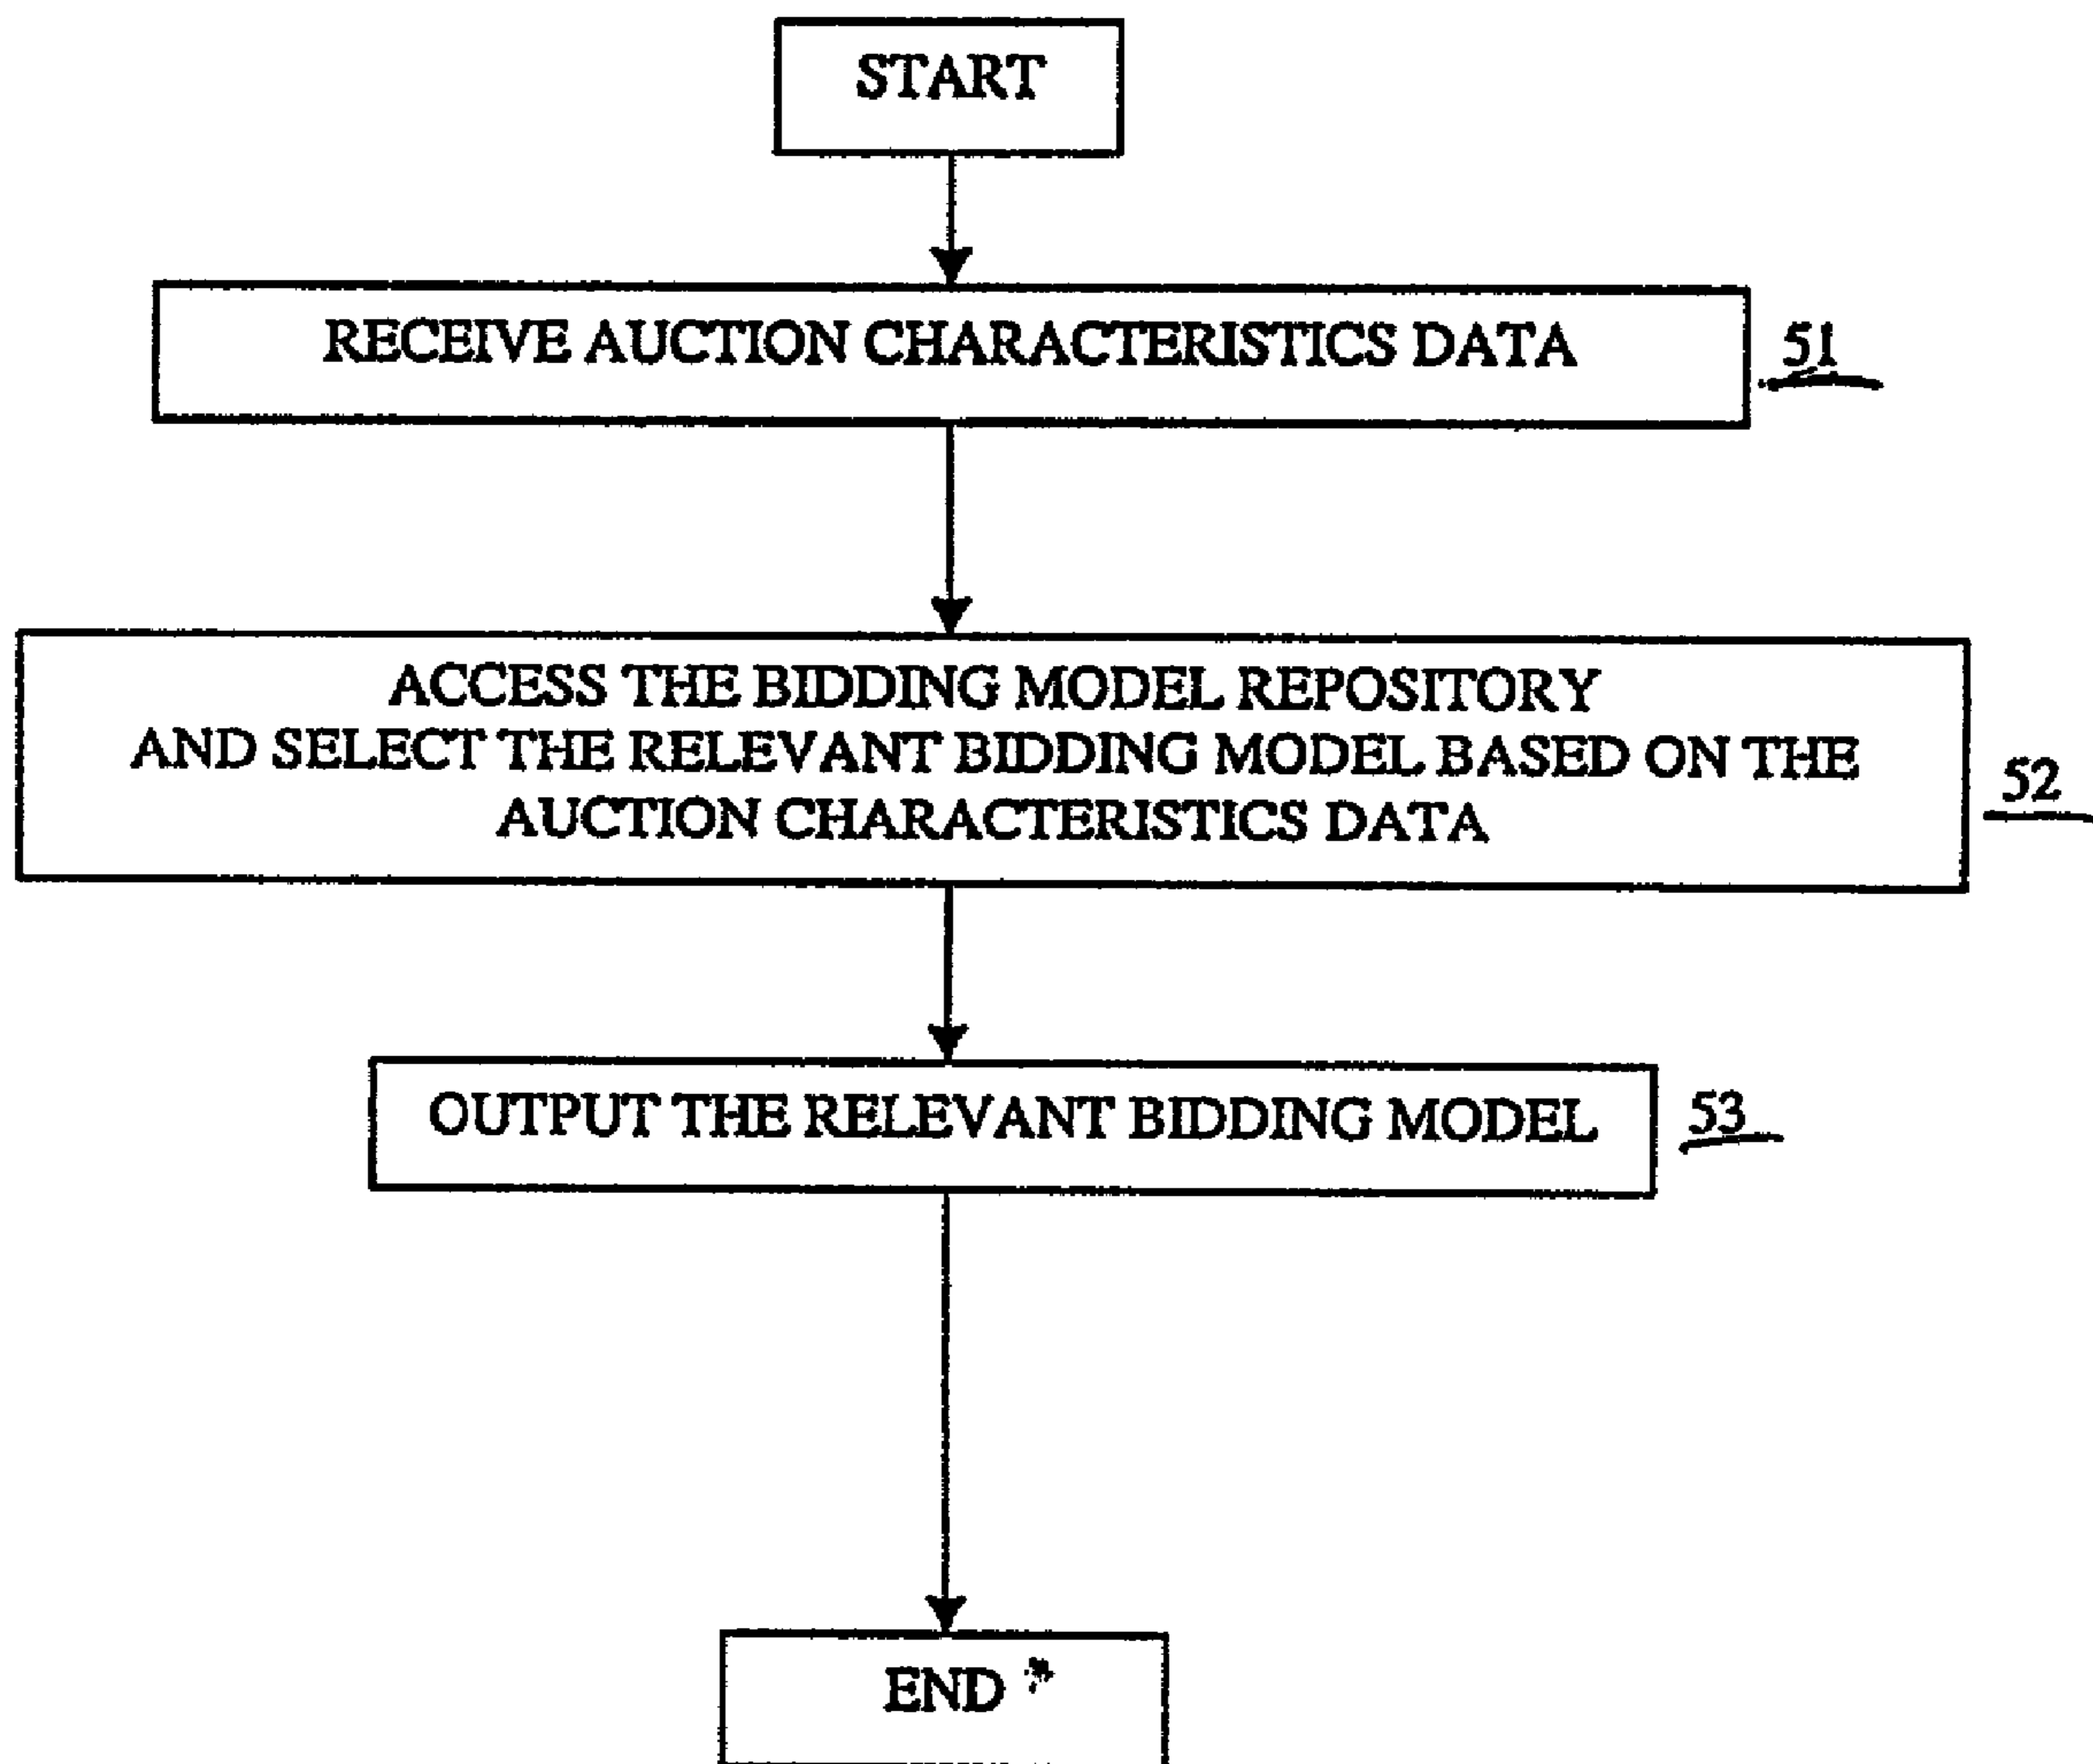 START
RECEIVE AUCTION CHARACTERISTICS DATA
51
ACCESS THE BIDDING MODEL REPOSITORY
AND SELECT THE RELEVANT BIDDING MODEL BASED ON THE
AUCTION CHARACTERISTICS DATA
52
OUTPUT THE RELEVANT BIDDING MODEL
53
END